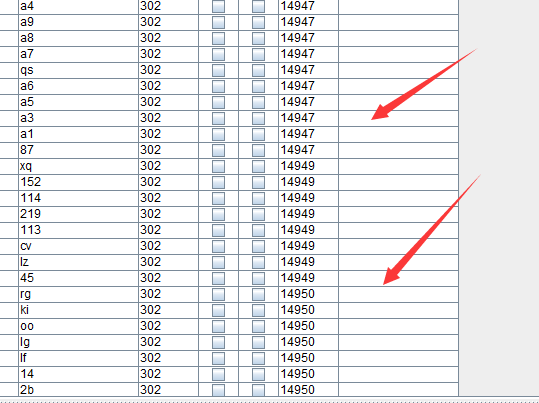 a4 302 14947
a9 302 14947
a8 302 14947
a7 302 14947
qs 302 14947
a6 302 14947
a5 302 14947
a3 302 14947
a1 302 14947
87 302 14947
xq 302 14949
152 302 14949
114 302 14949
219 302 14949
113 302 14949
cv 302 14949
lz 302 14949
45 302 14949
rg 302 14950
ki 302 14950
oo 302 14950
lg 302 14950
lf 302 14950
14 302 14950
2b 302 14950